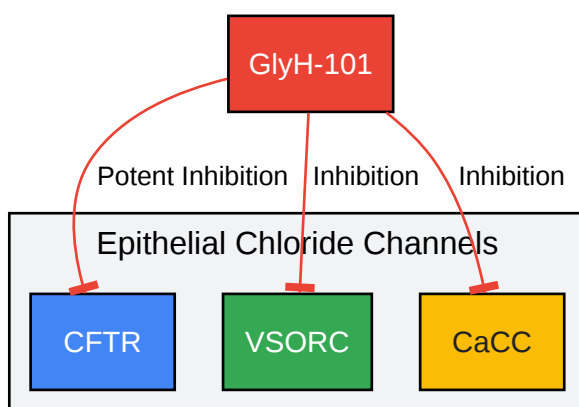 GlyH-101
Potent Inhibition
Inhibition
Inhibition
Epithelial Chloride Channels
CFTR
VSORC
CaCC